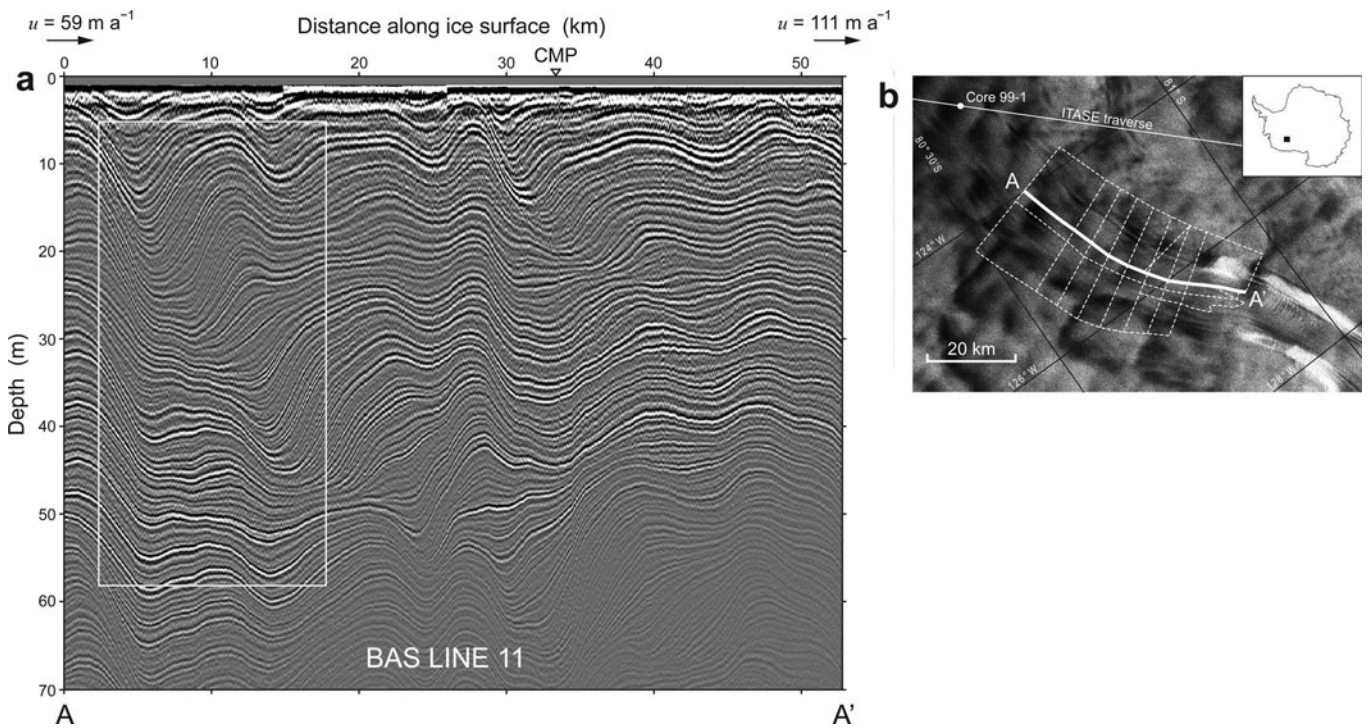 u = 59 m a⁻¹
Distance along ice surface (km)
u = 111 m a⁻¹
a
CMP
0 10 20 30 40 50
0
10
20
30
40
50
60
70
Depth (m)
BAS LINE 11
A A'
b
Core 99-1
ITASE traverse
81° S
80° 30'S
A
124° W
A'
20 km
126° W